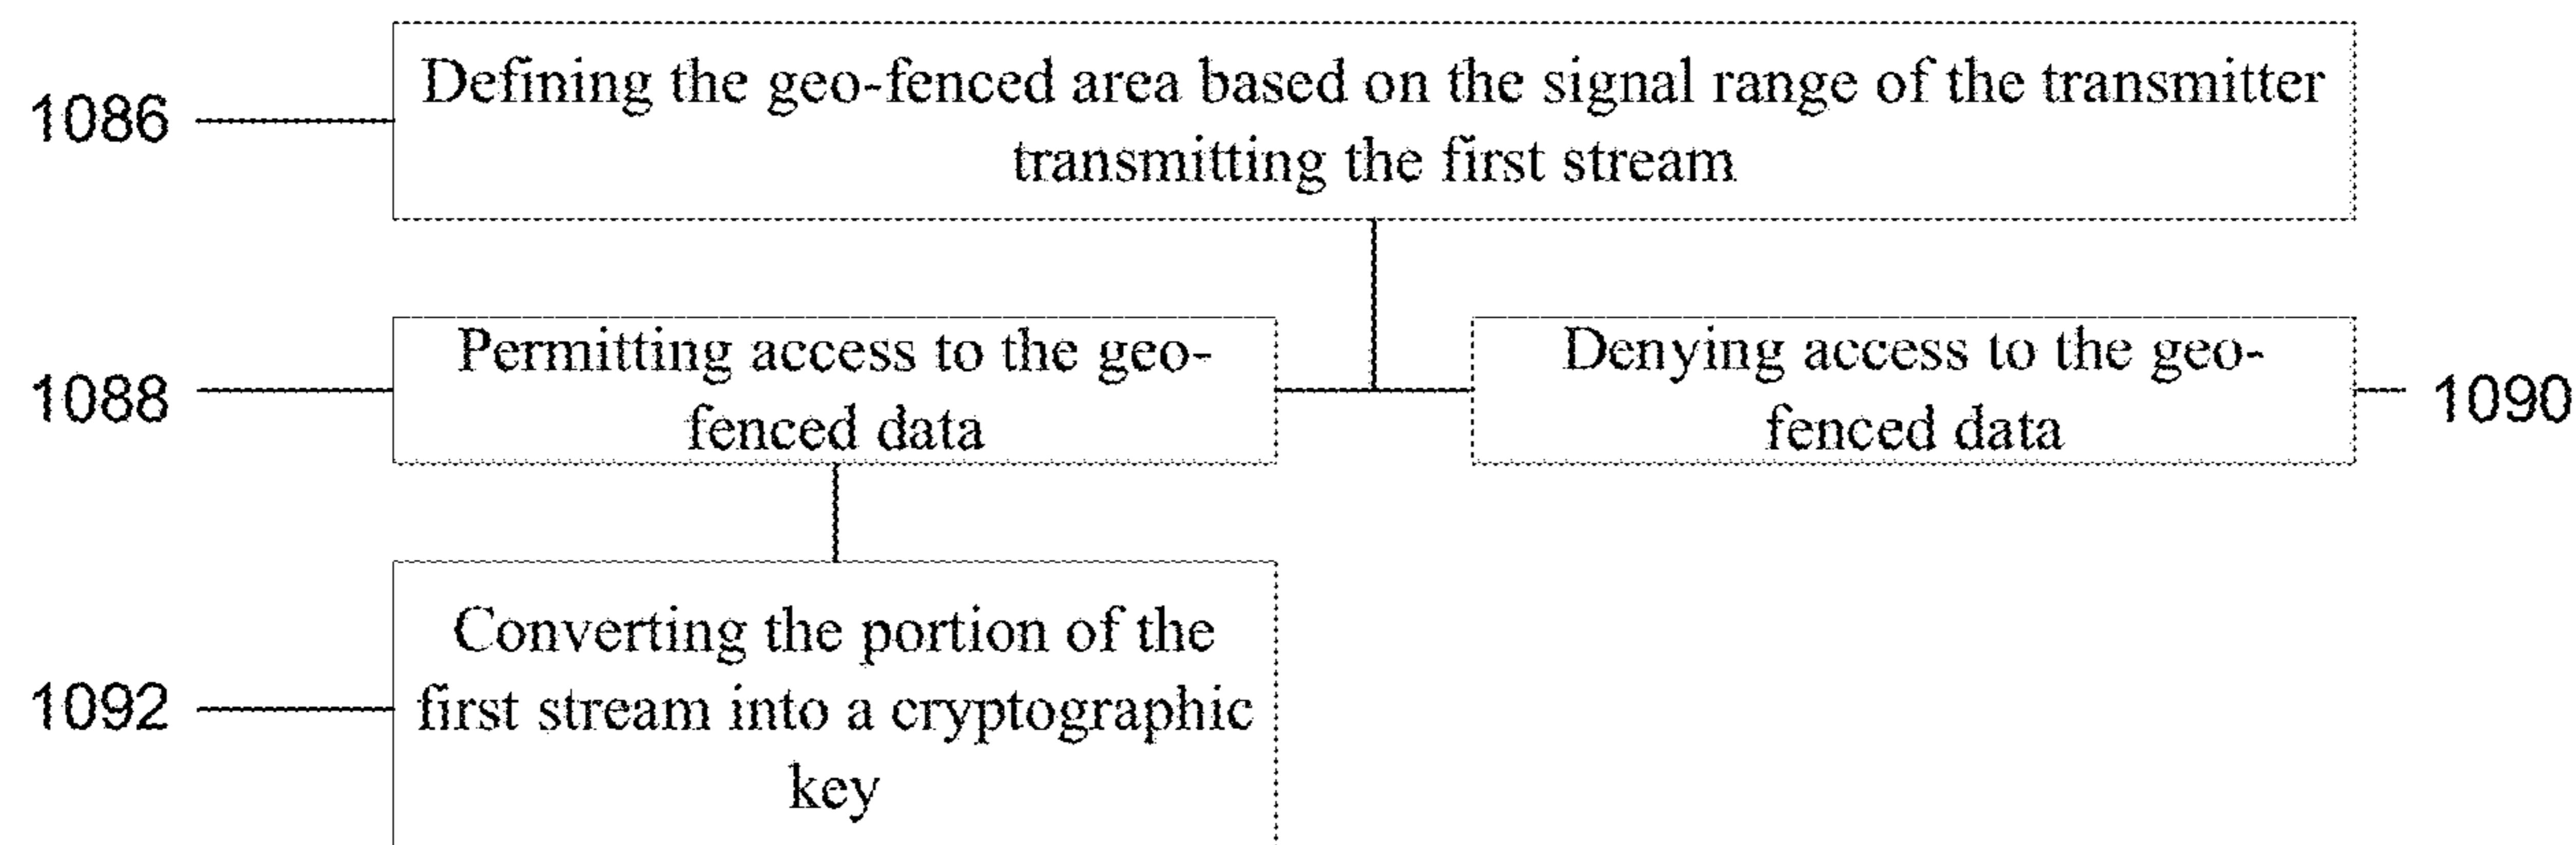 1086
Defining the geo-fenced area based on the signal range of the transmitter
transmitting the first stream
1088
Permitting access to the geo-
fenced data
Denying access to the geo-
fenced data
1090
1092
Converting the portion of the
first stream into a cryptographic
key